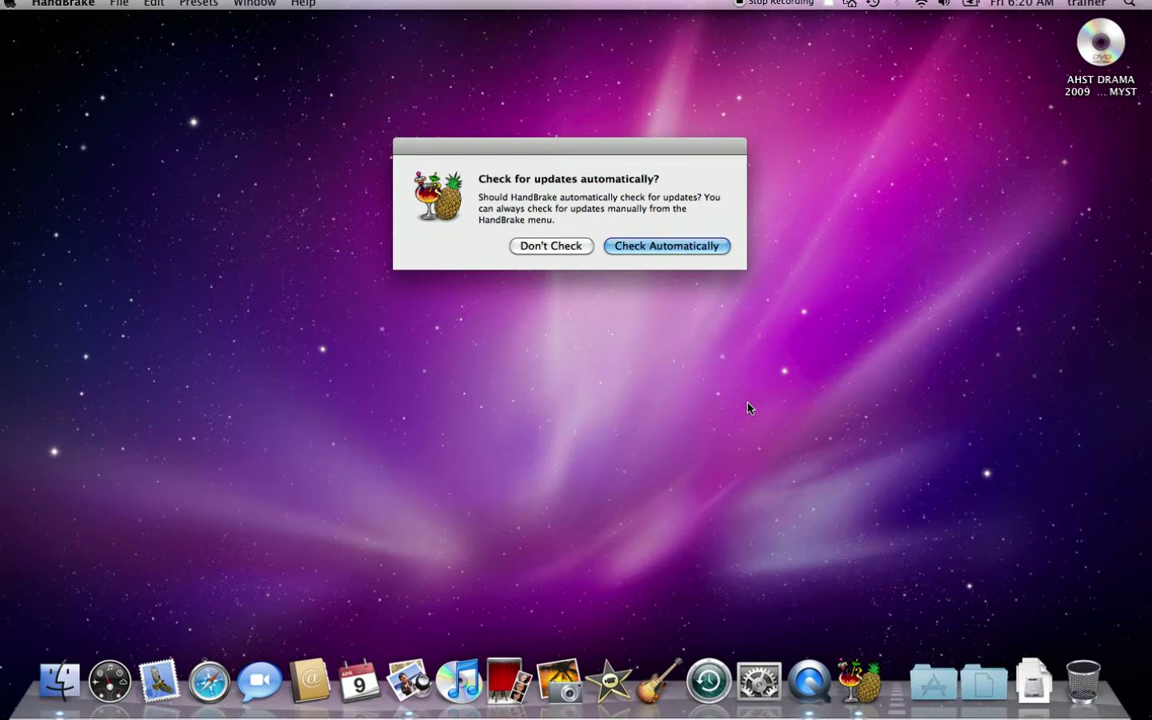 HandBrake File Edit Presets Window Help Stop Recording Fri 6:20 AM trainer
AHST DRAMA
2009 ... MYST
DVD
Check for updates automatically?
Should HandBrake automatically check for updates? You
can always check for updates manually from the
HandBrake menu.
Don't Check Check Automatically
9